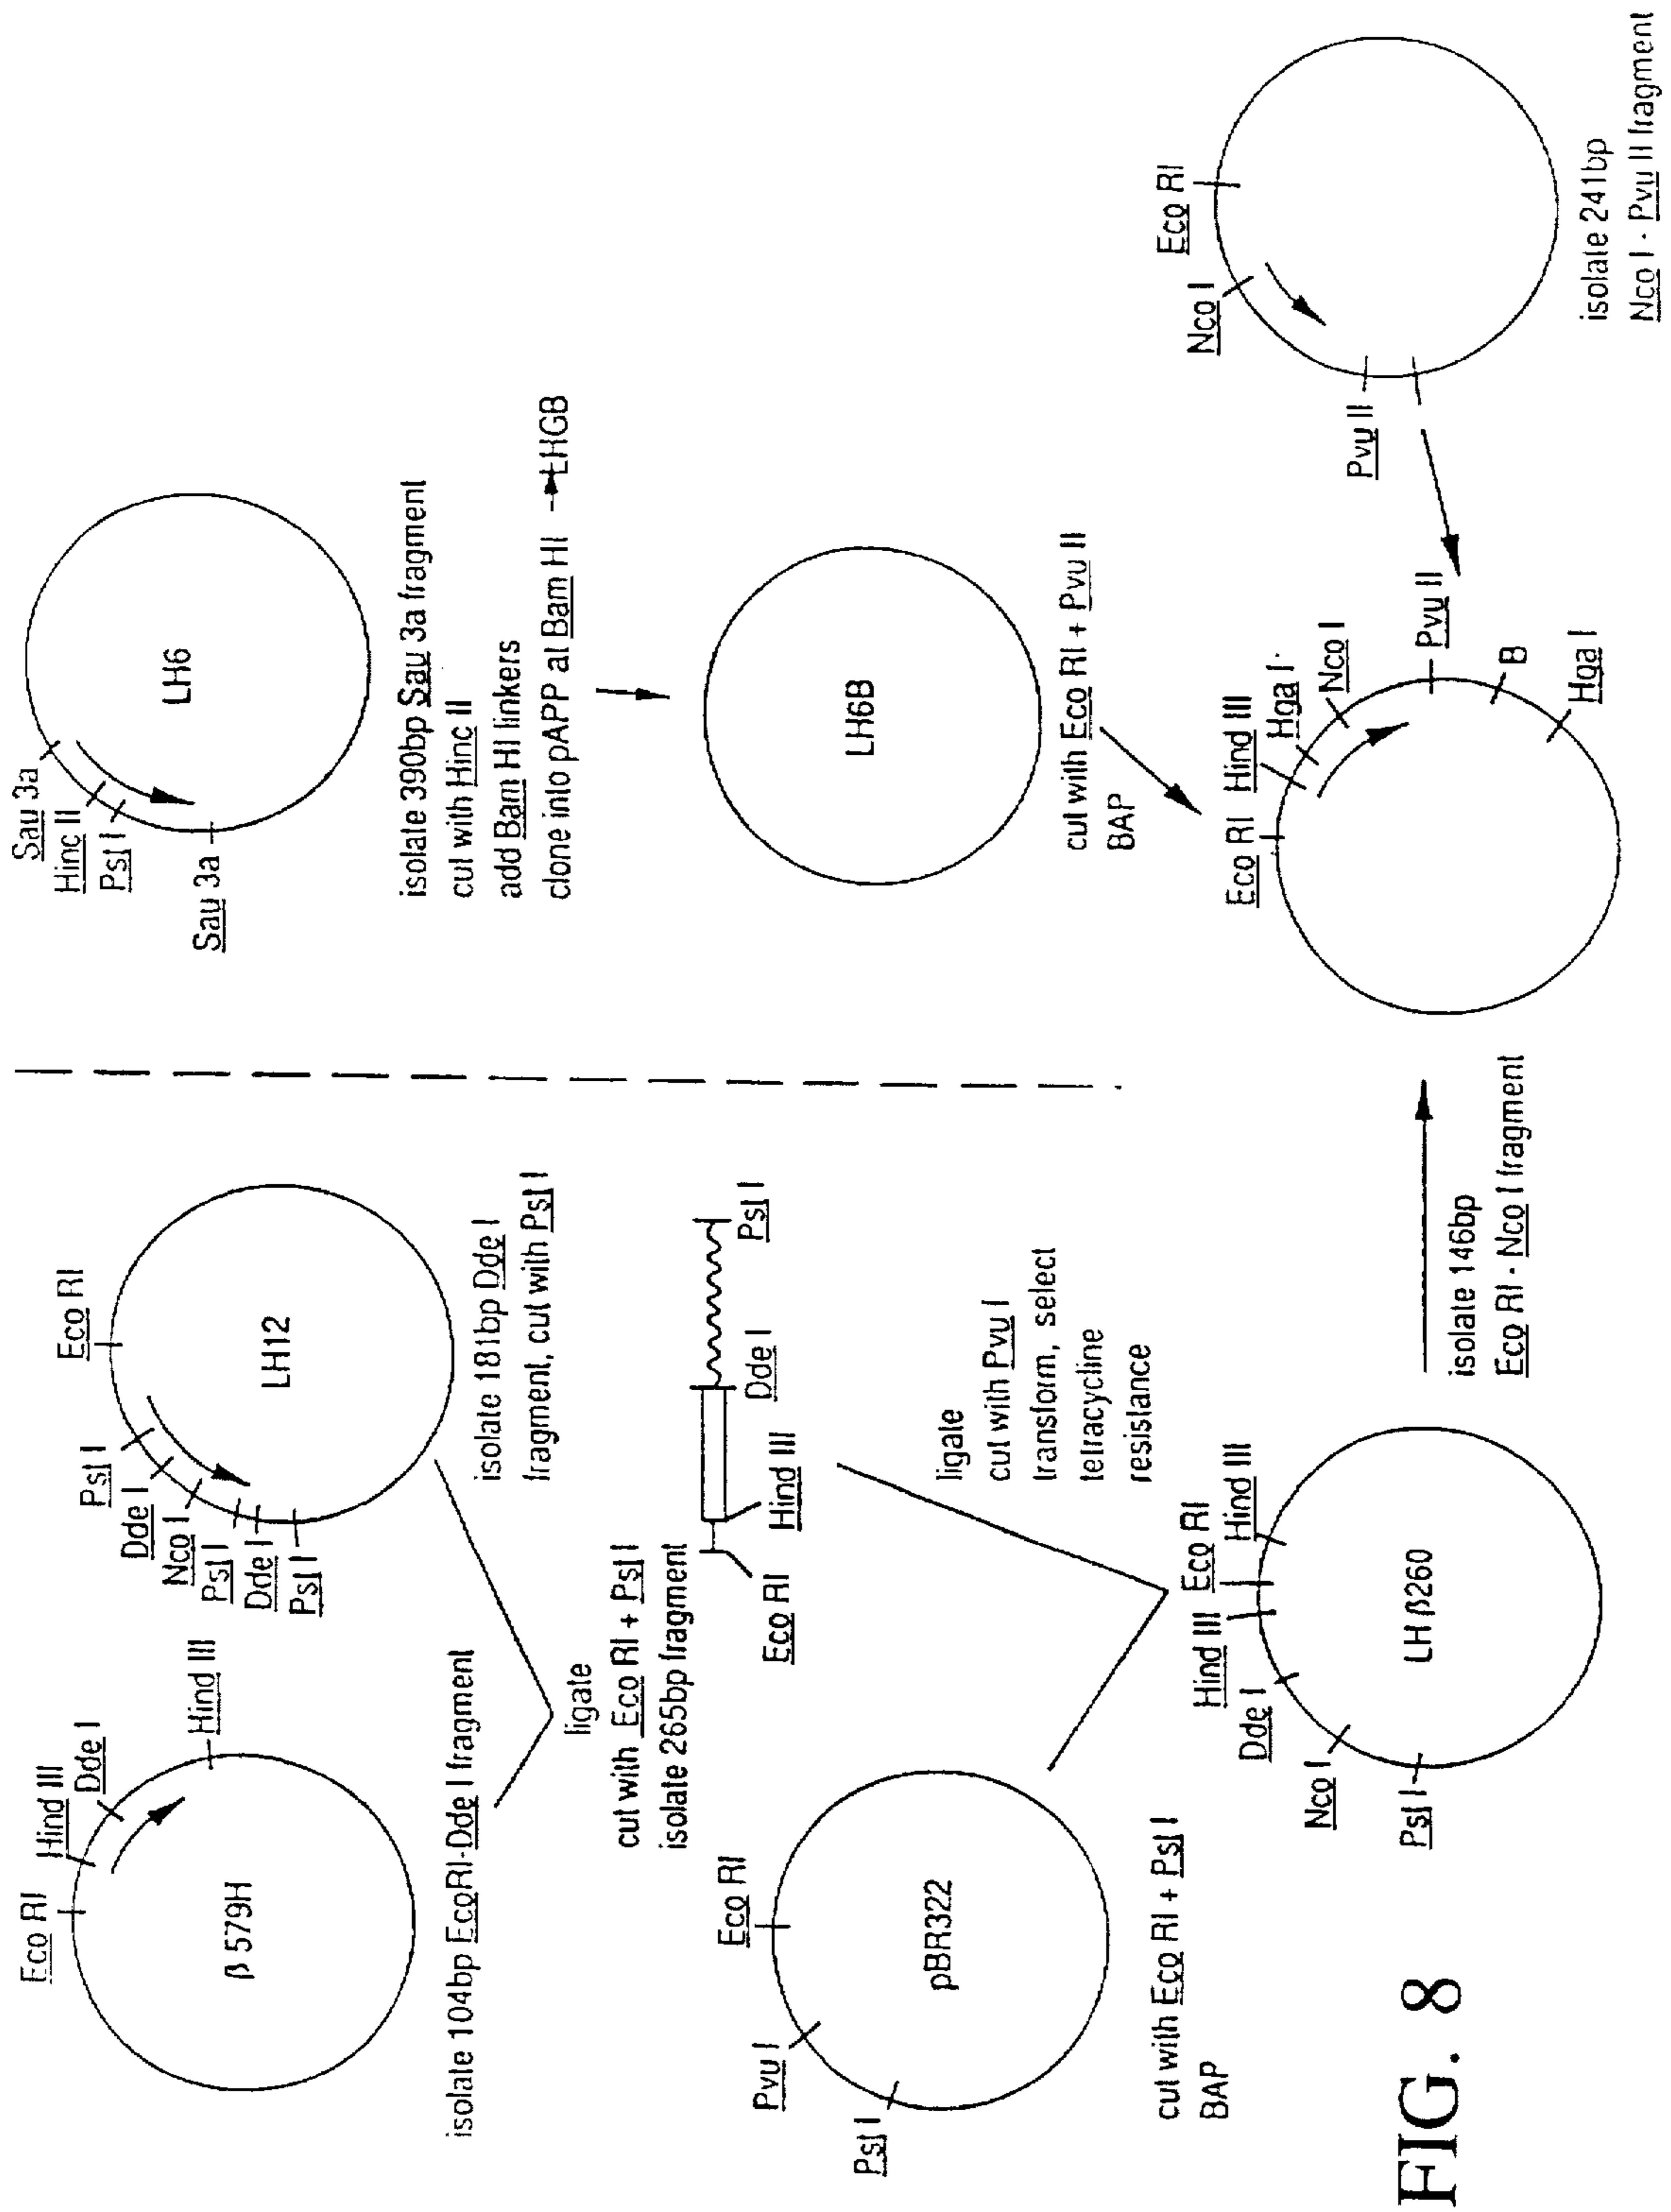 Eco RI
Hind III
Dde I
Hind III
β 579H
isolate 104bp EcoRI-Dde I fragment
Eco RI
Pst I
Dde I
Nco I
Pst I
Dde I
Pst I
LH12
isolate 181bp Dde I
fragment, cut with Pst I
ligate
cut with Eco RI + Pst I
isolate 265bp fragment
Eco RI
Hind III
Dde I
Pst I
Eco RI
Pvu I
Pst I
pBR322
cut with Eco RI + Pst I
BAP
ligate
cut with Pvu I
transform, select
tetracycline
resistance
Hind III
Eco RI
Hind III
Dde I
Nco I
Pst I
LH β260
isolate 146bp
Eco RI - Nco I fragment
Sau 3a
Hinc II
Pst I
Sau 3a
LH6
isolate 390bp Sau 3a fragment
cut with Hinc II
add Bam HI linkers
clone into pAPP at Bam HI → LHGB
LH6B
cut with Eco RI + Pvu II
BAP
Eco RI
Hind III
Hga I
Nco I
Pvu II
B
Hga I
Eco RI
Nco I
Pvu II
isolate 241bp
Nco I - Pvu II fragment
FIG. 8